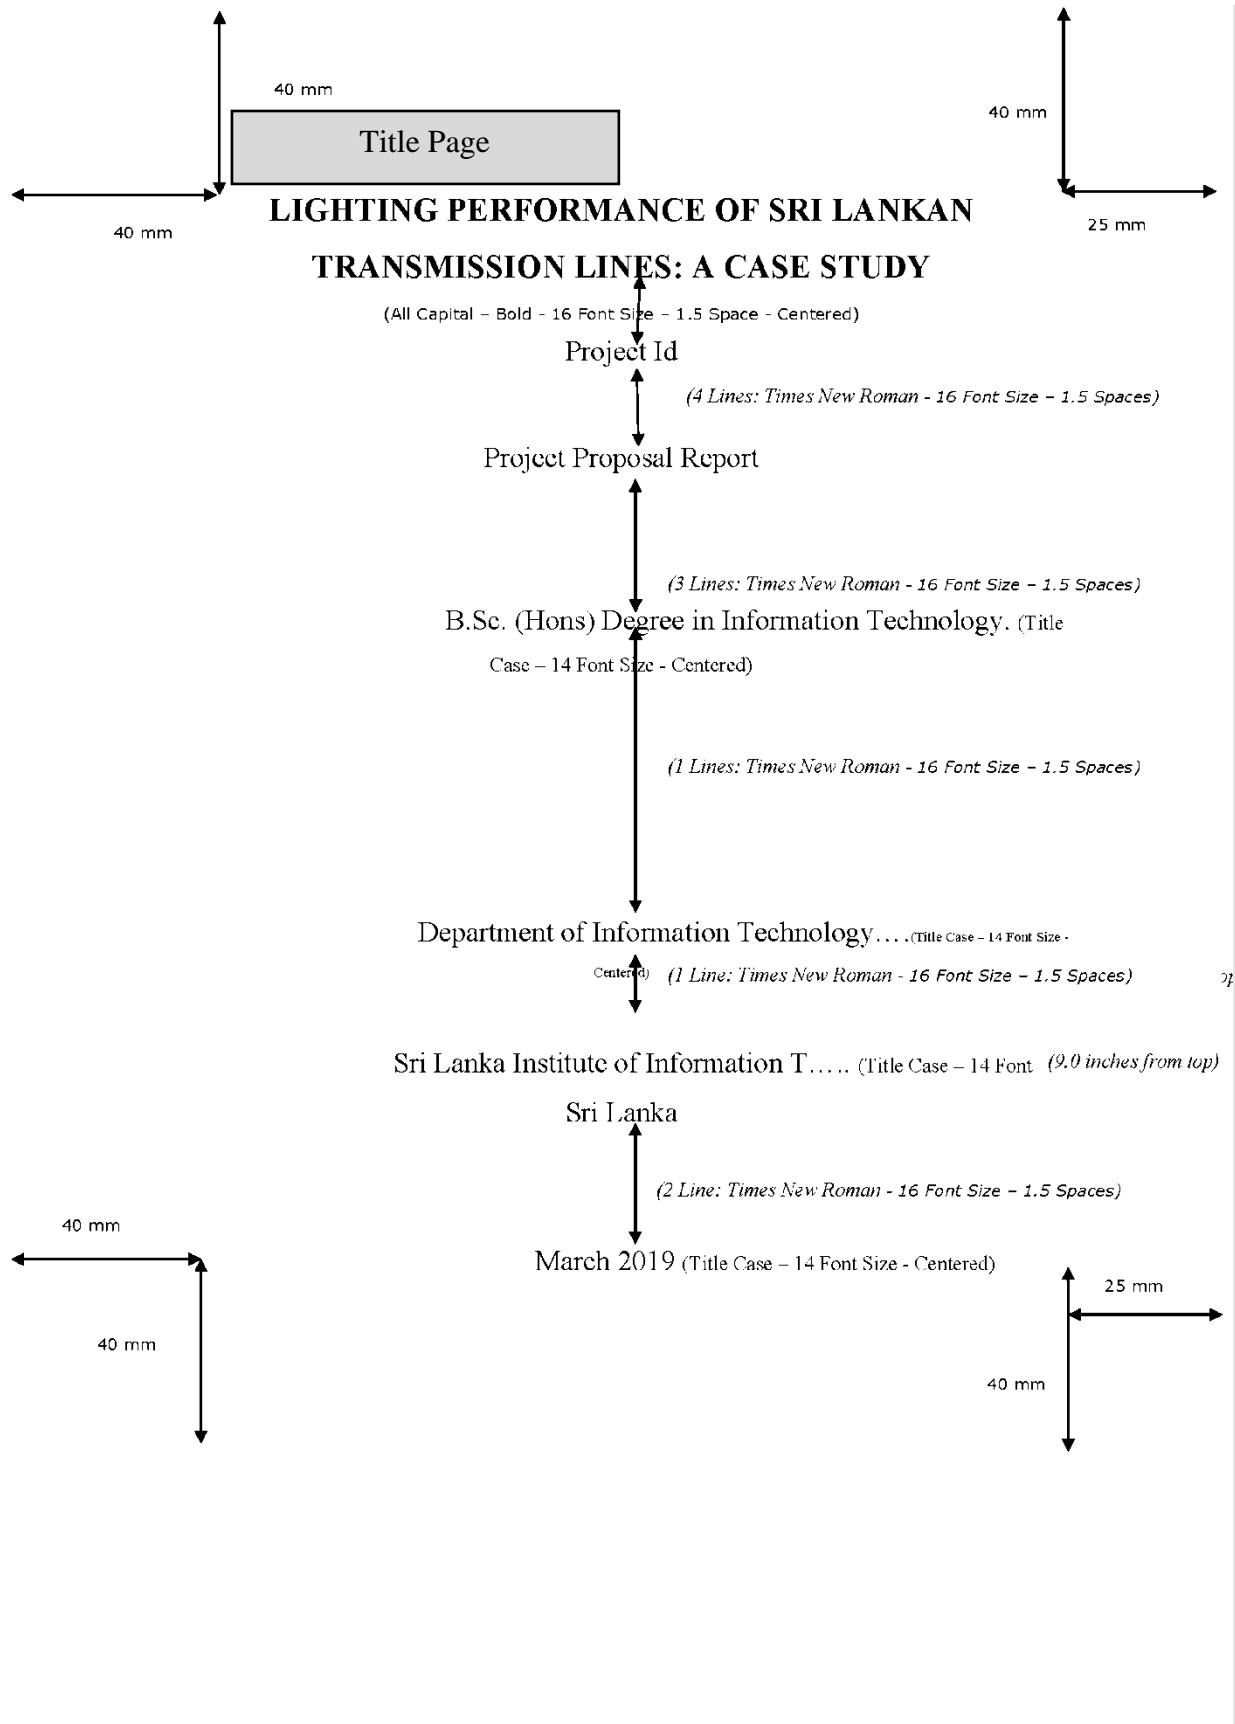 40 mm
40 mm
Title Page
40 mm
25 mm
LIGHTING PERFORMANCE OF SRI LANKAN
TRANSMISSION LINES: A CASE STUDY
(All Capital – Bold - 16 Font Size – 1.5 Space - Centered)
Project Id
(4 Lines: Times New Roman - 16 Font Size – 1.5 Spaces)
Project Proposal Report
(3 Lines: Times New Roman - 16 Font Size – 1.5 Spaces)
B.Sc. (Hons) Degree in Information Technology. (Title
Case – 14 Font Size - Centered)
(1 Lines: Times New Roman - 16 Font Size – 1.5 Spaces)
Department of Information Technology….(Title Case – 14 Font Size -
Centered) (1 Line: Times New Roman - 16 Font Size – 1.5 Spaces)
Sri Lanka Institute of Information T….. (Title Case – 14 Font (9.0 inches from top)
Sri Lanka
(2 Line: Times New Roman - 16 Font Size – 1.5 Spaces)
40 mm
March 2019 (Title Case – 14 Font Size - Centered)
25 mm
40 mm
40 mm